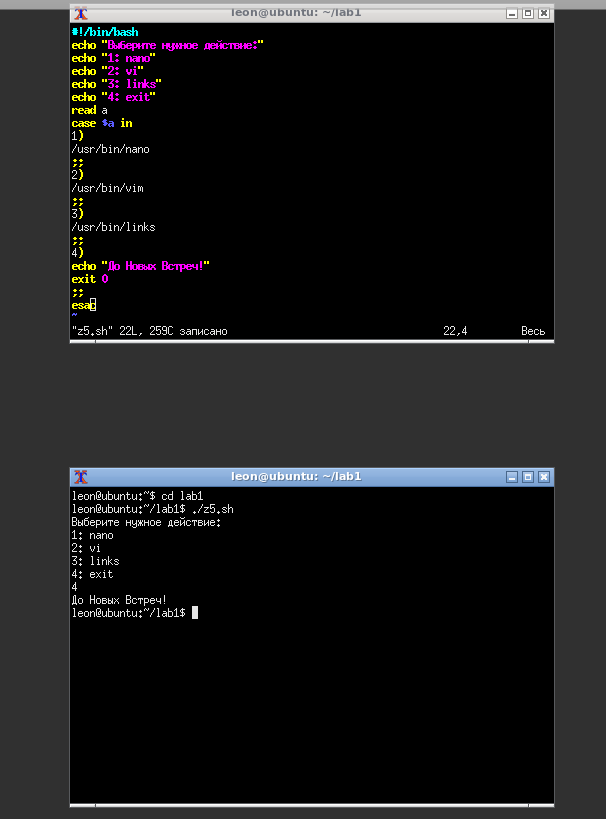 leon@ubuntu: ~/lab1
#!/bin/bash
echo "Выберите нужное действие:"
echo "1: nano"
echo "2: vi"
echo "3: links"
echo "4: exit"
read a
case $a in
1)
/usr/bin/nano
;;
2)
/usr/bin/vim
;;
3)
/usr/bin/links
;;
4)
echo "До Новых Встреч!"
exit 0
;;
esac
~
"z5.sh" 22L, 259C записано 22,4 Весь
leon@ubuntu: ~/lab1
leon@ubuntu:~$ cd lab1
leon@ubuntu:~/lab1$ ./z5.sh
Выберите нужное действие:
1: nano
2: vi
3: links
4: exit
4
До Новых Встреч!
leon@ubuntu:~/lab1$